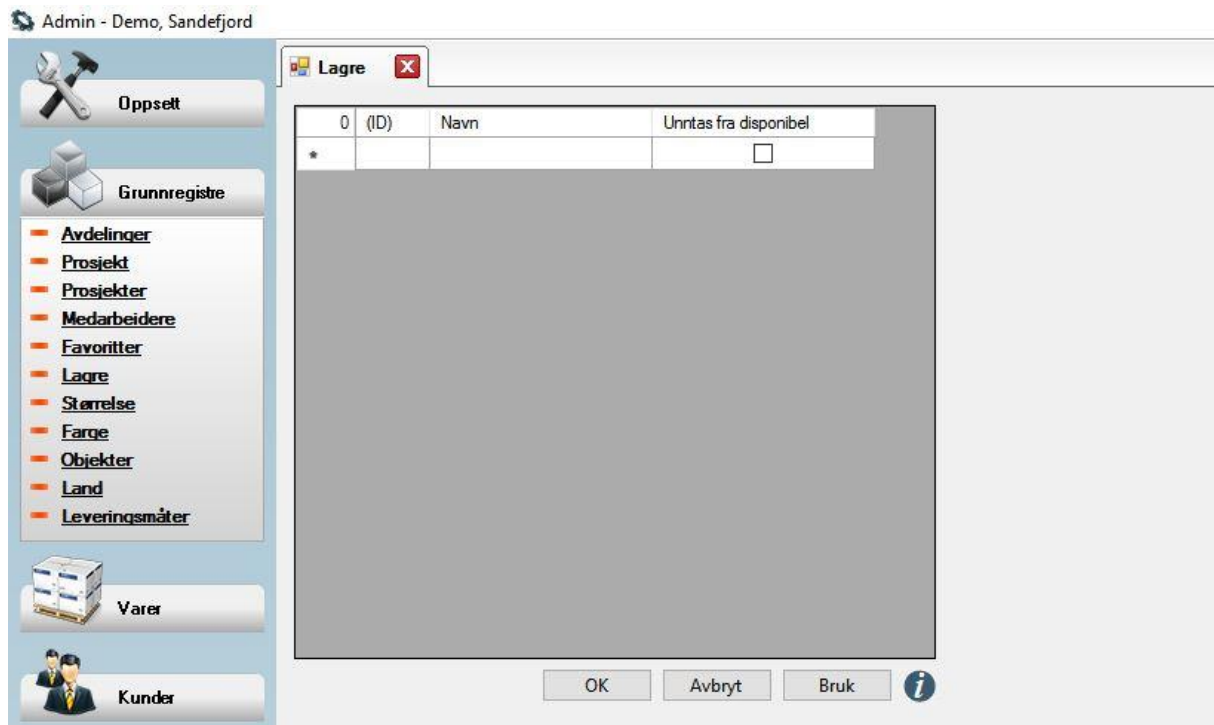 Admin - Demo, Sandefjord
Oppsett
Grunnregistre
Avdelinger
Prosjekt
Prosjekter
Medarbeidere
Favoritter
Lagre
Størrelse
Farge
Objekter
Land
Leveringsmåter
Varer
Kunder
Lagre
0 (ID) Navn Unntas fra disponibel
*
OK Avbryt Bruk i